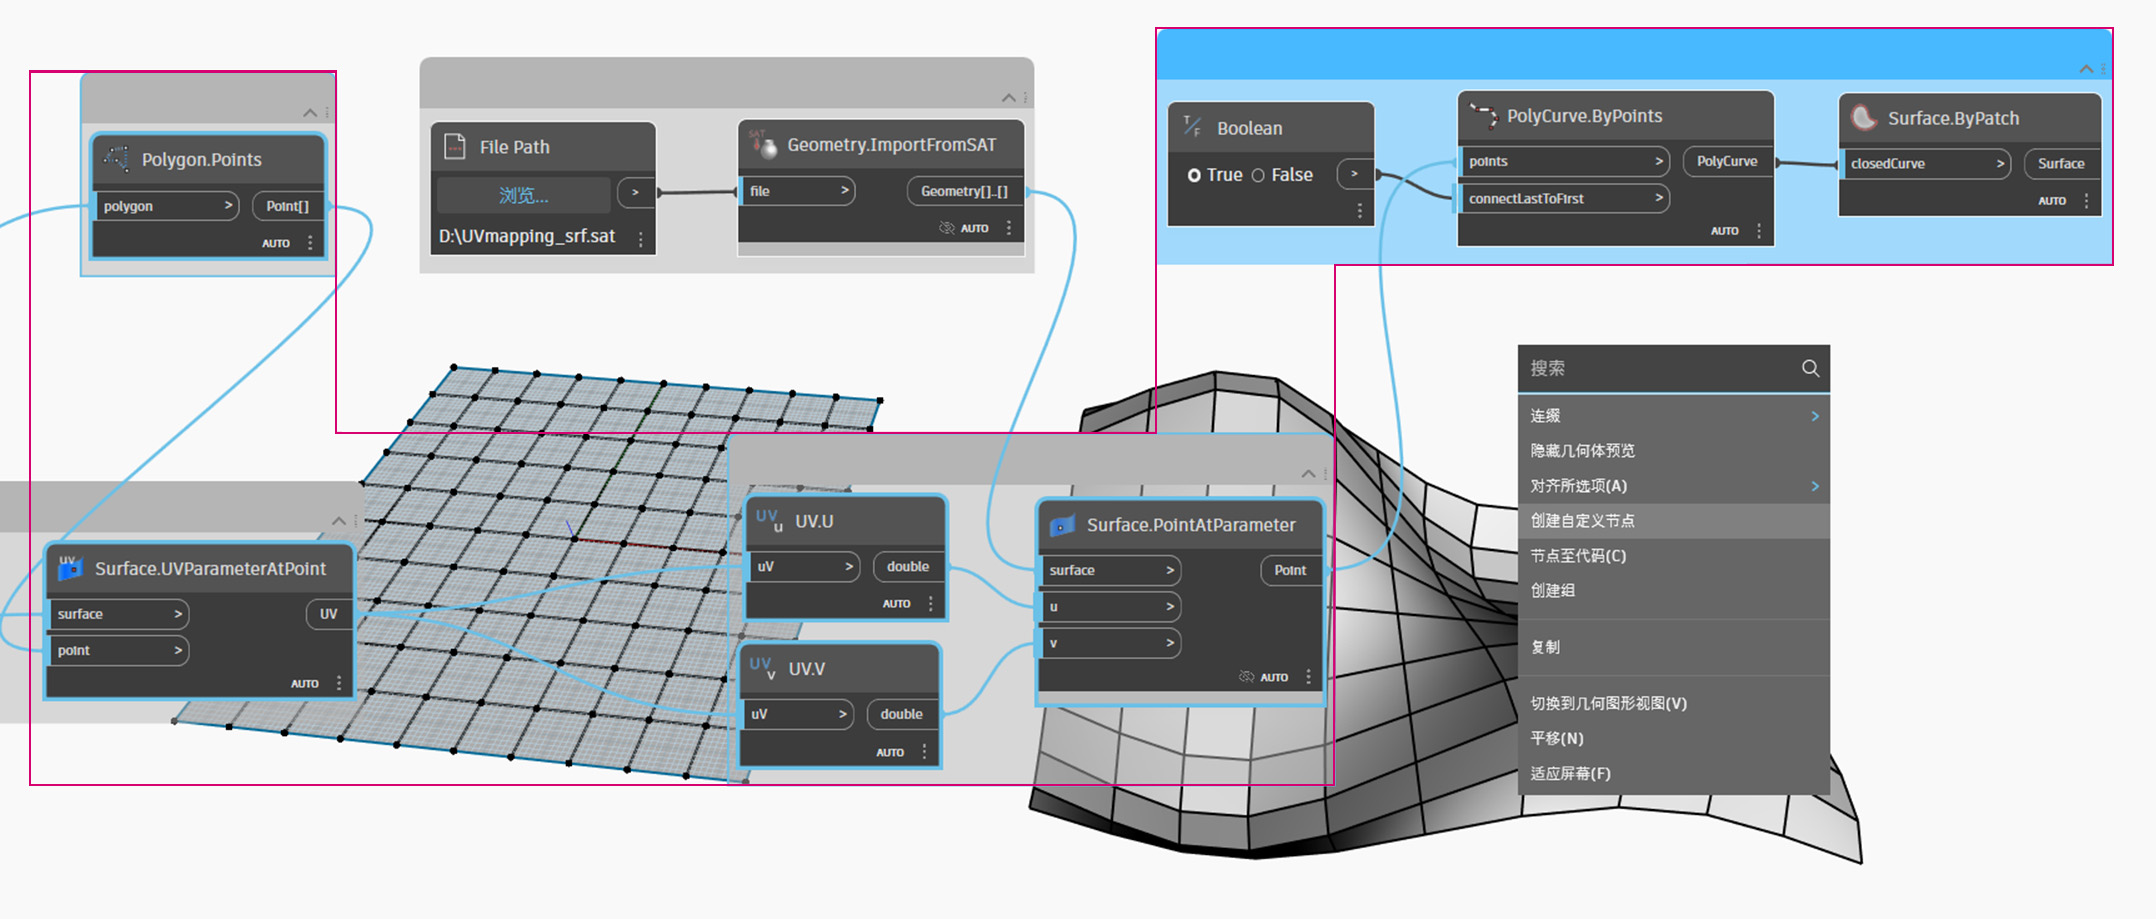 Polygon.Points
polygon >
Point[]
AUTO
File Path
浏览...
>
D:\UVmapping_srf.sat
SAT
Geometry.ImportFromSAT
file >
Geometry[]..[]
AUTO
T/F
Boolean
True False
>
PolyCurve.ByPoints
points >
PolyCurve
connectLastToFirst >
AUTO
Surface.ByPatch
closedCurve >
Surface
AUTO
UV
Surface.UVParameterAtPoint
surface >
UV
point >
AUTO
UV u
UV.U
uV >
double
AUTO
UV v
UV.V
uV >
double
AUTO
Surface.PointAtParameter
surface >
Point
u >
v >
AUTO
搜索
连缀 >
隐藏几何体预览
对齐所选项(A) >
创建自定义节点
节点至代码(C)
创建组
复制
切换到几何图形视图(V)
平移(N)
适应屏幕(F)